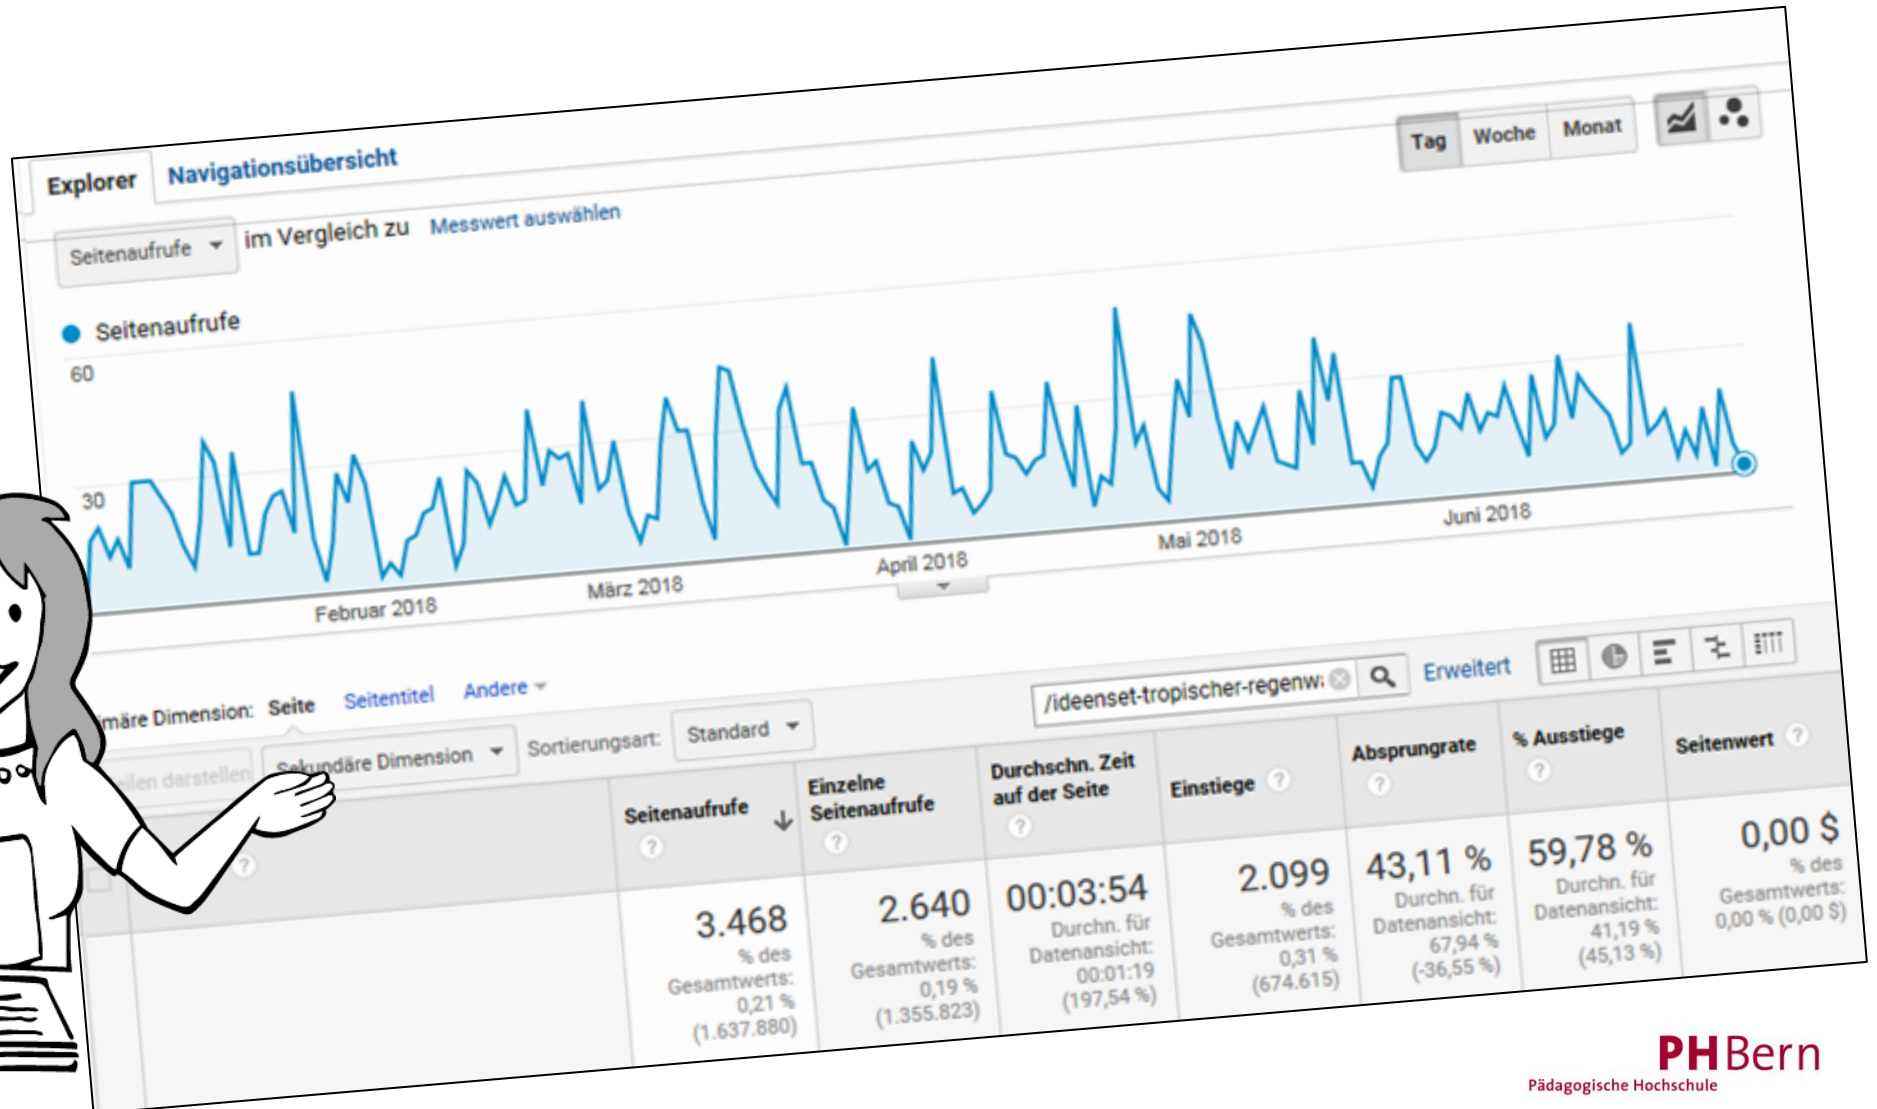 Explorer
Navigationsübersicht
Tag
Woche
Monat
Seitenaufrufe
im Vergleich zu
Messwert auswählen
Seitenaufrufe
60
30
Februar 2018
März 2018
April 2018
Mai 2018
Juni 2018
märe Dimension:
Seite
Seitentitel
Andere
/ideenset-tropischer-regenw
Erweitert
eilen darstellen
Sekundäre Dimension
Sortierungsart:
Standard
Seitenaufrufe
?
Einzelne
Seitenaufrufe
?
Durchschn. Zeit
auf der Seite
?
Einstiege ?
Absprungrate
?
% Ausstiege
?
Seitenwert ?
?
3.468
% des
Gesamtwerts:
0,21 %
(1.637.880)
2.640
% des
Gesamtwerts:
0,19 %
(1.355.823)
00:03:54
Durchn. für
Datenansicht:
00:01:19
(197,54 %)
2.099
% des
Gesamtwerts:
0,31 %
(674.615)
43,11 %
Durchn. für
Datenansicht:
67,94 %
(-36,55 %)
59,78 %
Durchn. für
Datenansicht:
41,19 %
(45,13 %)
0,00 $
% des
Gesamtwerts:
0,00 % (0,00 $)
PHBern
Pädagogische Hochschule